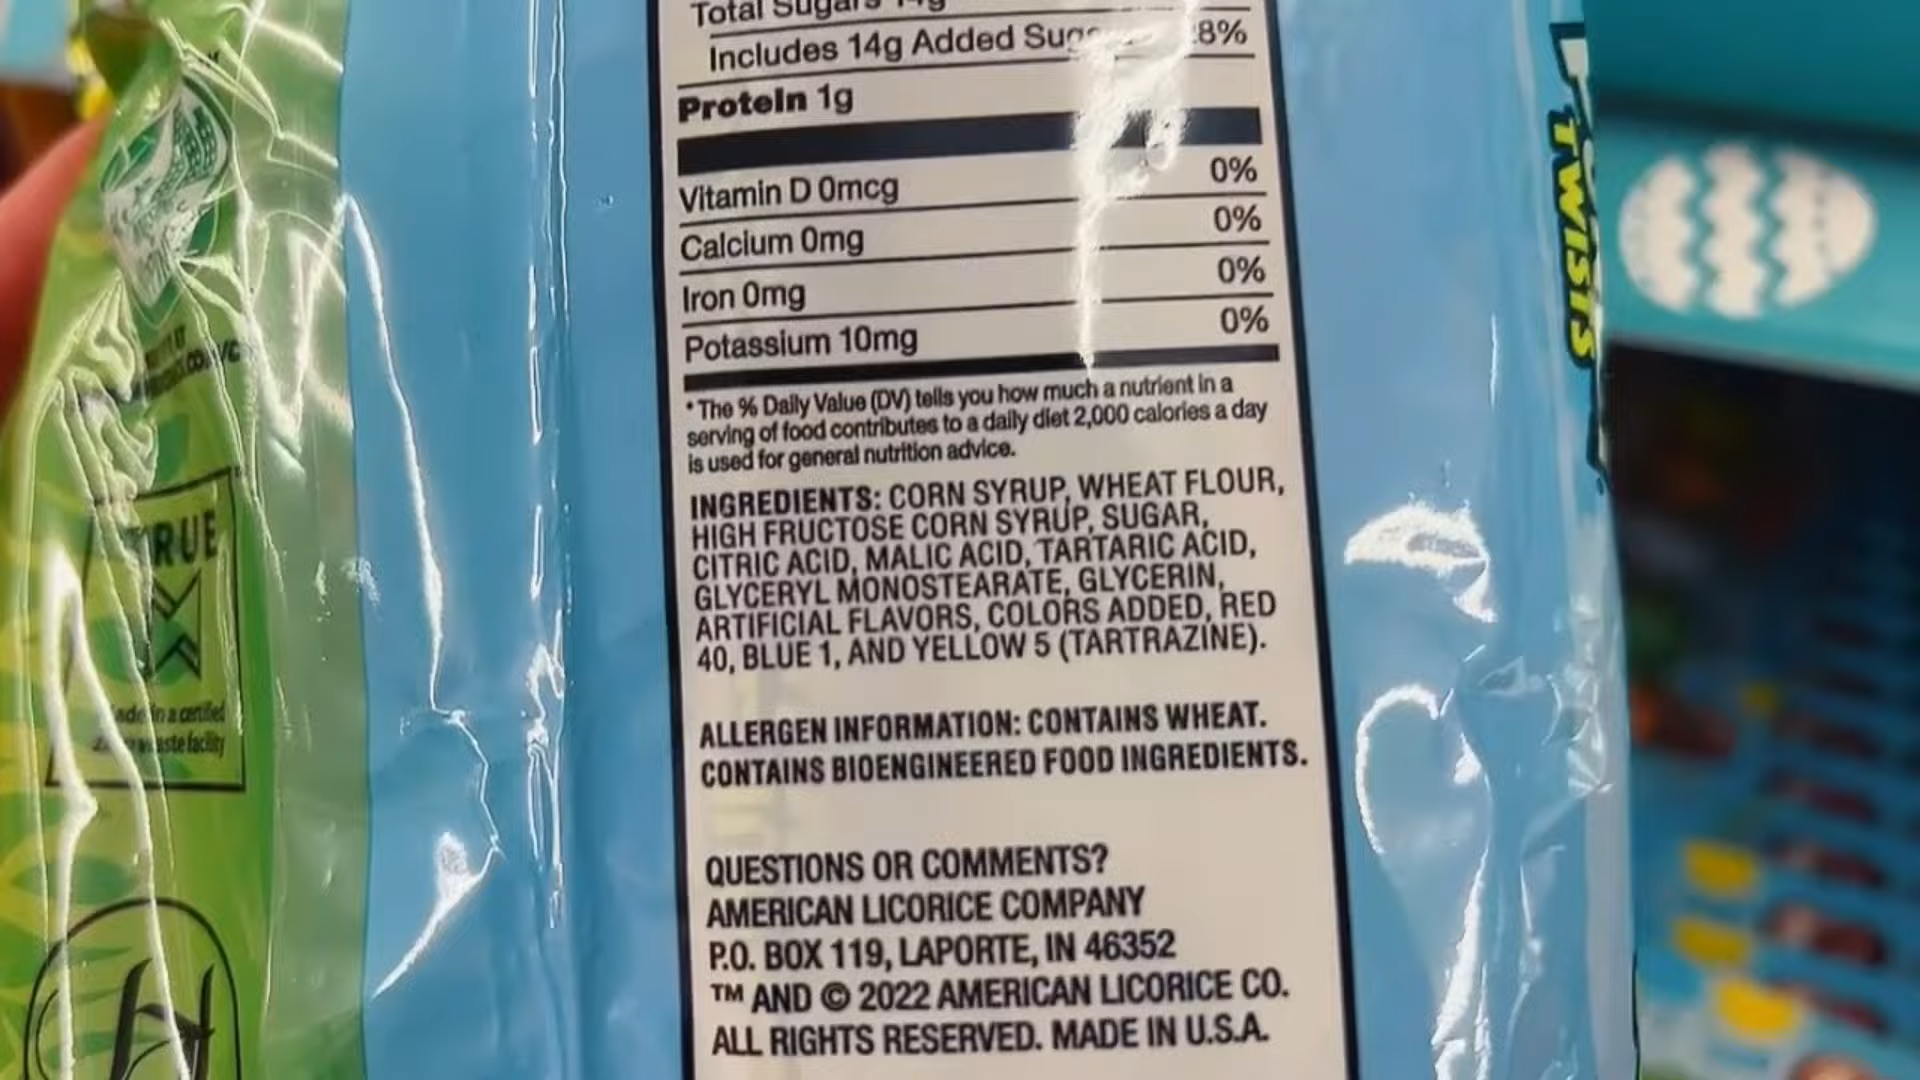 Total Sugars 14g
Includes 14g Added 8%
Protein 1g
Vitamin D 0mcg 0%
Calcium 0mg 0%
Iron 0mg 0%
Potassium 10mg 0%
* The % Daily Value (DV) tells you how much a nutrient in a
serving of food contributes to a daily diet 2,000 calories a day
is used for general nutrition advice.
INGREDIENTS: CORN SYRUP, WHEAT FLOUR,
HIGH FRUCTOSE CORN SYRUP, SUGAR,
CITRIC ACID, MALIC ACID, TARTARIC ACID,
GLYCERYL MONOSTEARATE, GLYCERIN,
ARTIFICIAL FLAVORS, COLORS ADDED, RED
40, BLUE 1, AND YELLOW 5 (TARTRAZINE).
ALLERGEN INFORMATION: CONTAINS WHEAT.
CONTAINS BIOENGINEERED FOOD INGREDIENTS.
QUESTIONS OR COMMENTS?
AMERICAN LICORICE COMPANY
P.O. BOX 119, LAPORTE, IN 46352
™ AND © 2022 AMERICAN LICORICE CO.
ALL RIGHTS RESERVED. MADE IN U.S.A.
TWISTS
TRUE
in a certified
waste facility